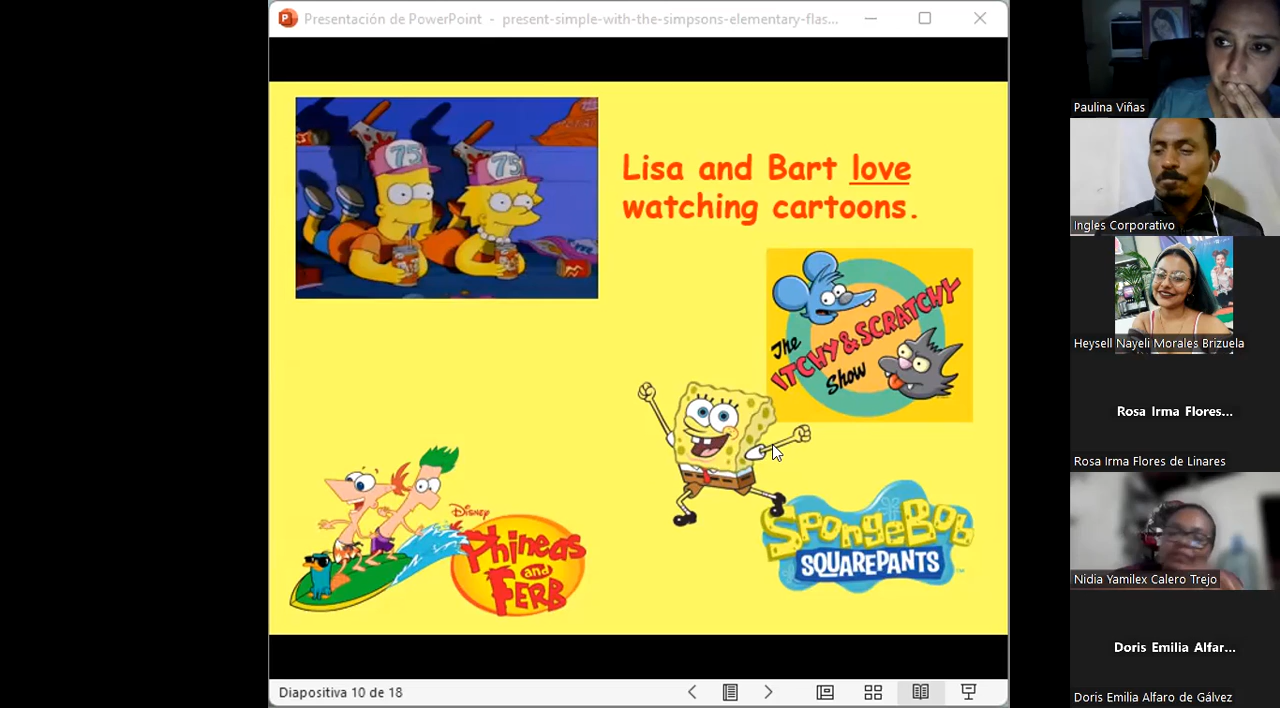 Presentación de PowerPoint - present-simple-with-the-simpsons-elementary-flas...
75
75
Lisa and Bart love
watching cartoons.
The
ITCHY & SCRATCHY
Show
Disney
Phineas
and
FERB
SpongeBob
SQUAREPANTS
Diapositiva 10 de 18
Paulina Viñas
Ingles Corporativo
Heysell Nayeli Morales Brizuela
Rosa Irma Flores...
Rosa Irma Flores de Linares
Nidia Yamilex Calero Trejo
Doris Emilia Alfar...
Doris Emilia Alfaro de Gálvez